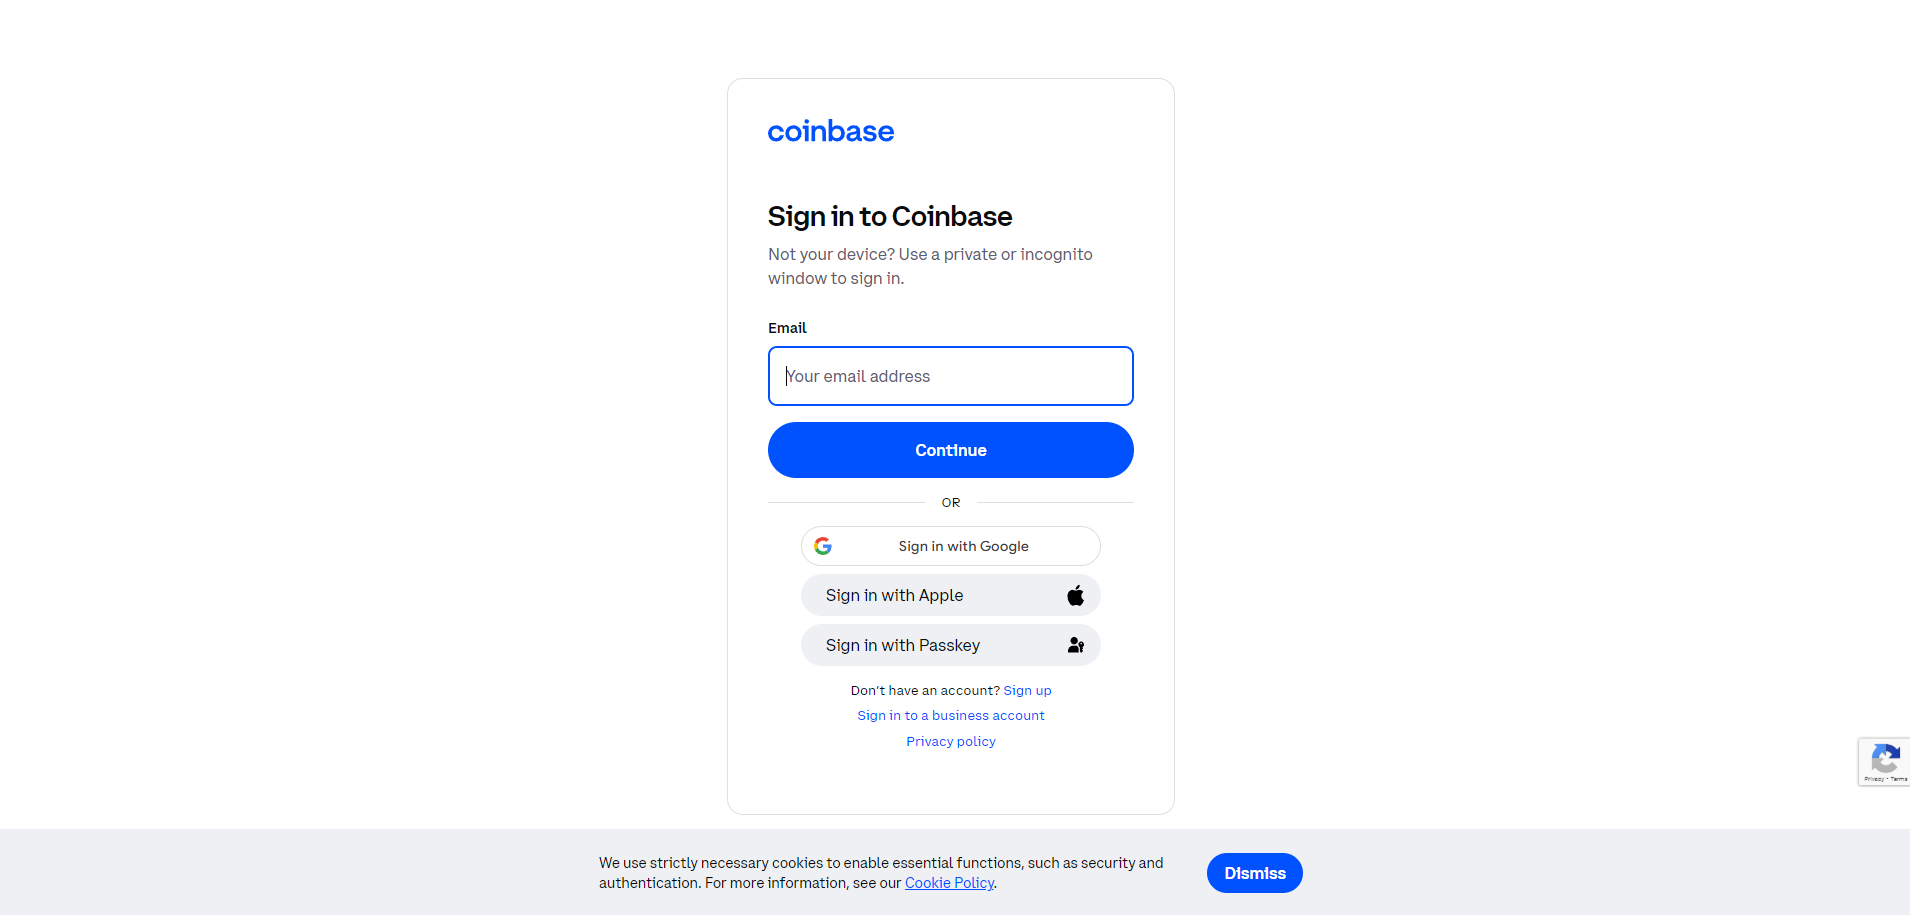 coinbase
Sign in to Coinbase
Not your device? Use a private or incognito
window to sign in.
Email
Your email address
Continue
OR
Sign in with Google
Sign in with Apple
Sign in with Passkey
Don't have an account? Sign up
Sign in to a business account
Privacy policy
Privacy - Terms
We use strictly necessary cookies to enable essential functions, such as security and
authentication. For more information, see our Cookie Policy.
Dismiss